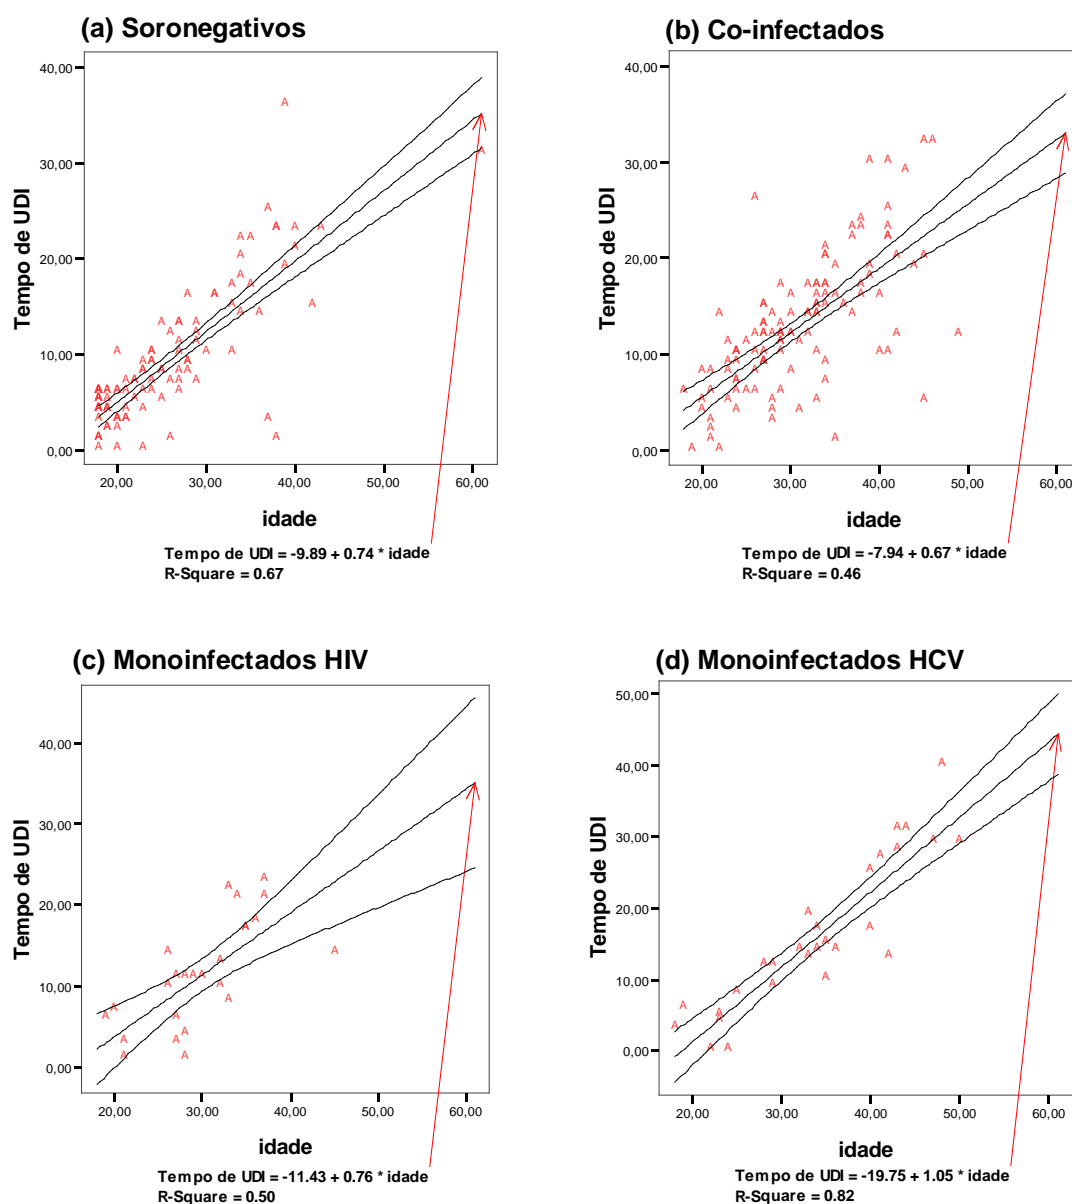 (a) Soronegativos
40,00
30,00
20,00
10,00
0,00
Tempo de UDI
20,00 30,00 40,00 50,00 60,00
idade
Tempo de UDI = -9.89 + 0.74 * idade
R-Square = 0.67
(b) Co-infectados
40,00
30,00
20,00
10,00
0,00
Tempo de UDI
20,00 30,00 40,00 50,00 60,00
idade
Tempo de UDI = -7.94 + 0.67 * idade
R-Square = 0.46
(c) Monoinfectados HIV
40,00
30,00
20,00
10,00
0,00
Tempo de UDI
20,00 30,00 40,00 50,00 60,00
idade
Tempo de UDI = -11.43 + 0.76 * idade
R-Square = 0.50
(d) Monoinfectados HCV
50,00
40,00
30,00
20,00
10,00
0,00
Tempo de UDI
20,00 30,00 40,00 50,00 60,00
idade
Tempo de UDI = -19.75 + 1.05 * idade
R-Square = 0.82